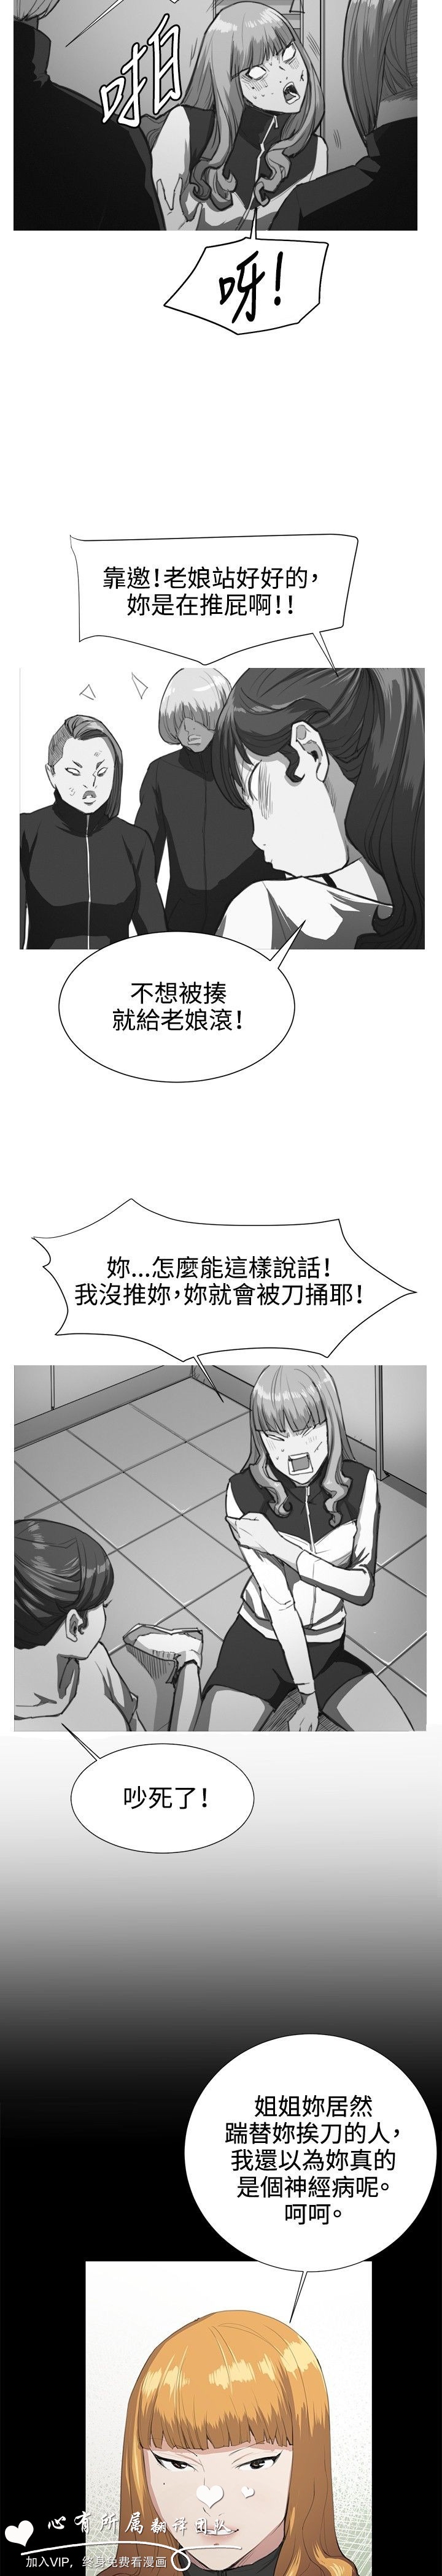 啪
呀！
靠邀！老娘站好好的，
妳是在推屁啊！！
不想被揍
就給老娘滾！
妳...怎麼能這樣說話！
我沒推妳，妳就會被刀捅耶！
吵死了！
姐姐妳居然
踹替妳挨刀的人，
我還以為妳真的
是個神經病呢。
呵呵。
心有所属翻译团队
加入VIP，终身免费看漫画